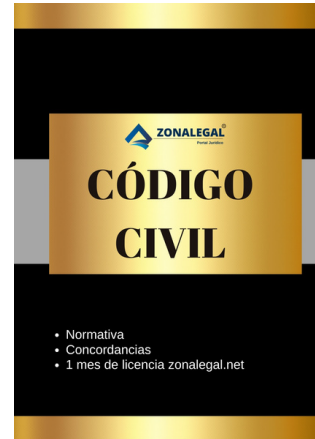 ZONALEGAL®
Portal Jurídico
CÓDIGO
CIVIL
• Normativa
• Concordancias
• 1 mes de licencia zonalegal.net